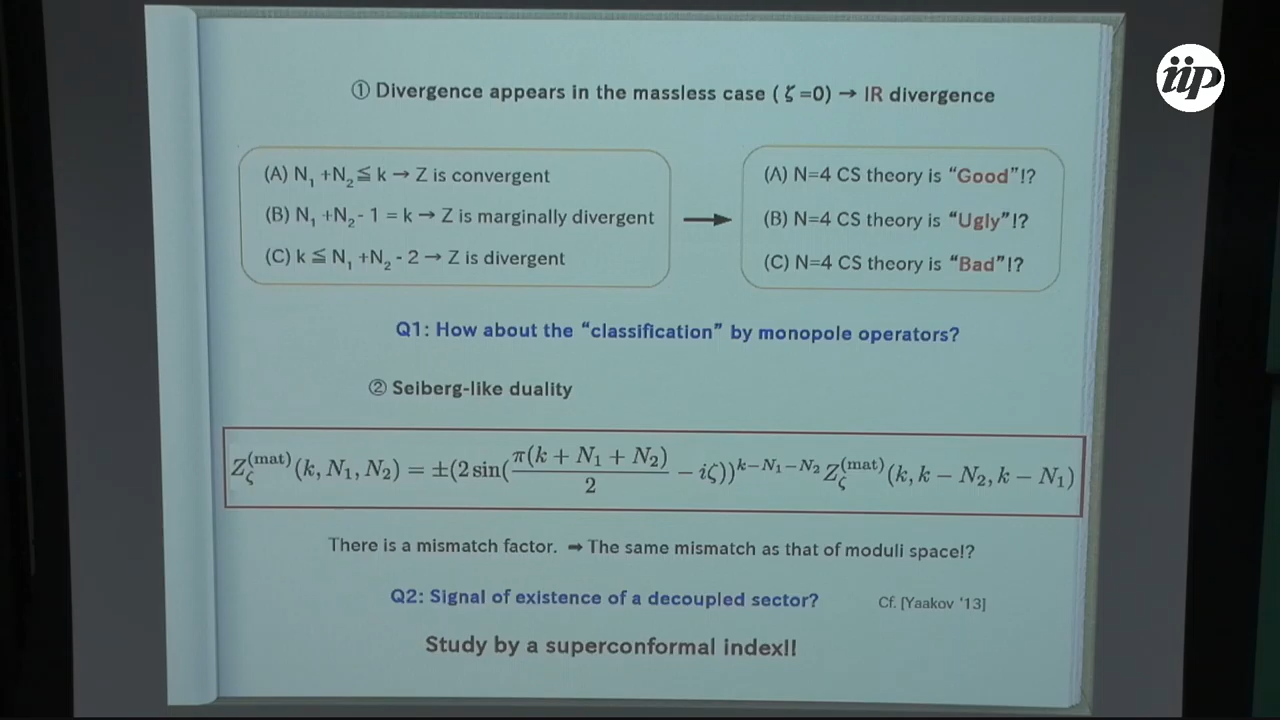 iip
① Divergence appears in the massless case ( ζ =0) → IR divergence
(A) N₁ +N₂ ≦ k → Z is convergent
(B) N₁ +N₂ - 1 = k → Z is marginally divergent
(C) k ≦ N₁ +N₂ - 2 → Z is divergent
(A) N=4 CS theory is “Good”!?
(B) N=4 CS theory is “Ugly”!?
(C) N=4 CS theory is “Bad”!?
Q1: How about the “classification” by monopole operators?
② Seiberg-like duality
Z_ζ^(mat)(k, N₁, N₂) = ±(2 sin(π(k + N₁ + N₂)/2 − iζ))^(k−N₁−N₂) Z_ζ^(mat)(k, k − N₂, k − N₁)
There is a mismatch factor. ➡ The same mismatch as that of moduli space!?
Q2: Signal of existence of a decoupled sector?
Cf. [Yaakov ‘13]
Study by a superconformal index!!